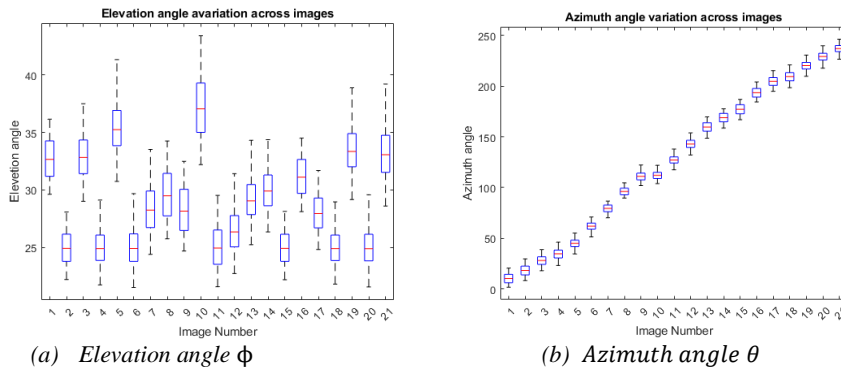 Elevation angle avariation across images
Elevetion angle
40
35
30
25
1 2 3 4 5 6 7 8 9 10 11 12 13 14 15 16 17 18 19 20 21
Image Number
(a) Elevation angle ϕ
Azimuth angle variation across images
Azimuth angle
250
200
150
100
50
0
1 2 3 4 5 6 7 8 9 10 11 12 13 14 15 16 17 18 19 20
Image Number
(b) Azimuth angle θ